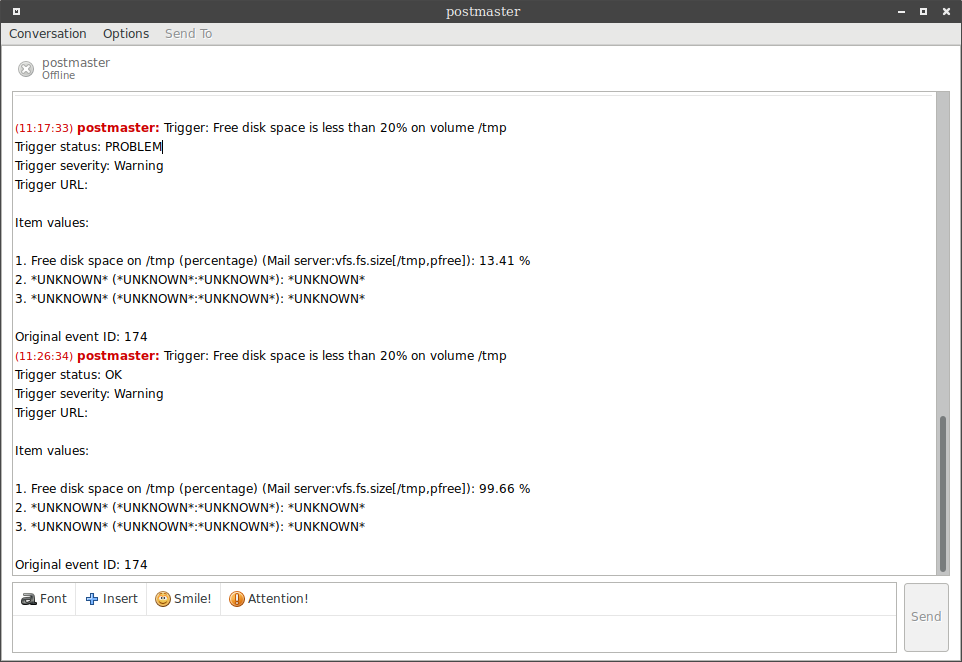 postmaster
Conversation Options Send To
postmaster
Offline
(11:17:33) postmaster: Trigger: Free disk space is less than 20% on volume /tmp
Trigger status: PROBLEM
Trigger severity: Warning
Trigger URL:
Item values:
1. Free disk space on /tmp (percentage) (Mail server:vfs.fs.size[/tmp,pfree]): 13.41 %
2. *UNKNOWN* (*UNKNOWN*:*UNKNOWN*): *UNKNOWN*
3. *UNKNOWN* (*UNKNOWN*:*UNKNOWN*): *UNKNOWN*
Original event ID: 174
(11:26:34) postmaster: Trigger: Free disk space is less than 20% on volume /tmp
Trigger status: OK
Trigger severity: Warning
Trigger URL:
Item values:
1. Free disk space on /tmp (percentage) (Mail server:vfs.fs.size[/tmp,pfree]): 99.66 %
2. *UNKNOWN* (*UNKNOWN*:*UNKNOWN*): *UNKNOWN*
3. *UNKNOWN* (*UNKNOWN*:*UNKNOWN*): *UNKNOWN*
Original event ID: 174
Font Insert Smile! Attention!
Send